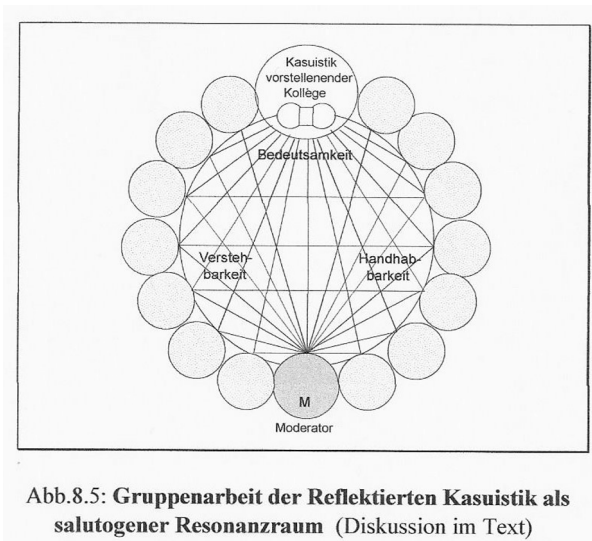 Kasuistik
vorstellenender
Kollège
Bedeutsamkeit
Versteh-
barkeit
Handhab-
barkeit
M
Moderator
Abb.8.5: Gruppenarbeit der Reflektierten Kasuistik als
salutogener Resonanzraum (Diskussion im Text)